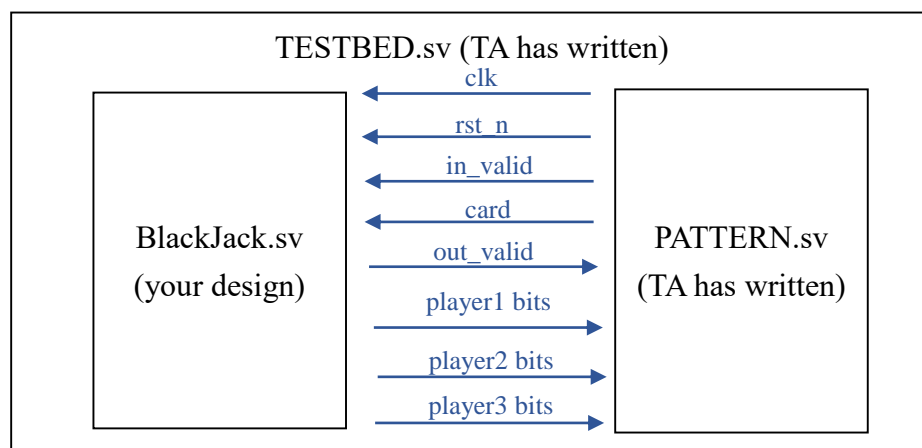 TESTBED.sv (TA has written)
clk
rst_n
in_valid
card
out_valid
player1 bits
player2 bits
player3 bits
BlackJack.sv
(your design)
PATTERN.sv
(TA has written)